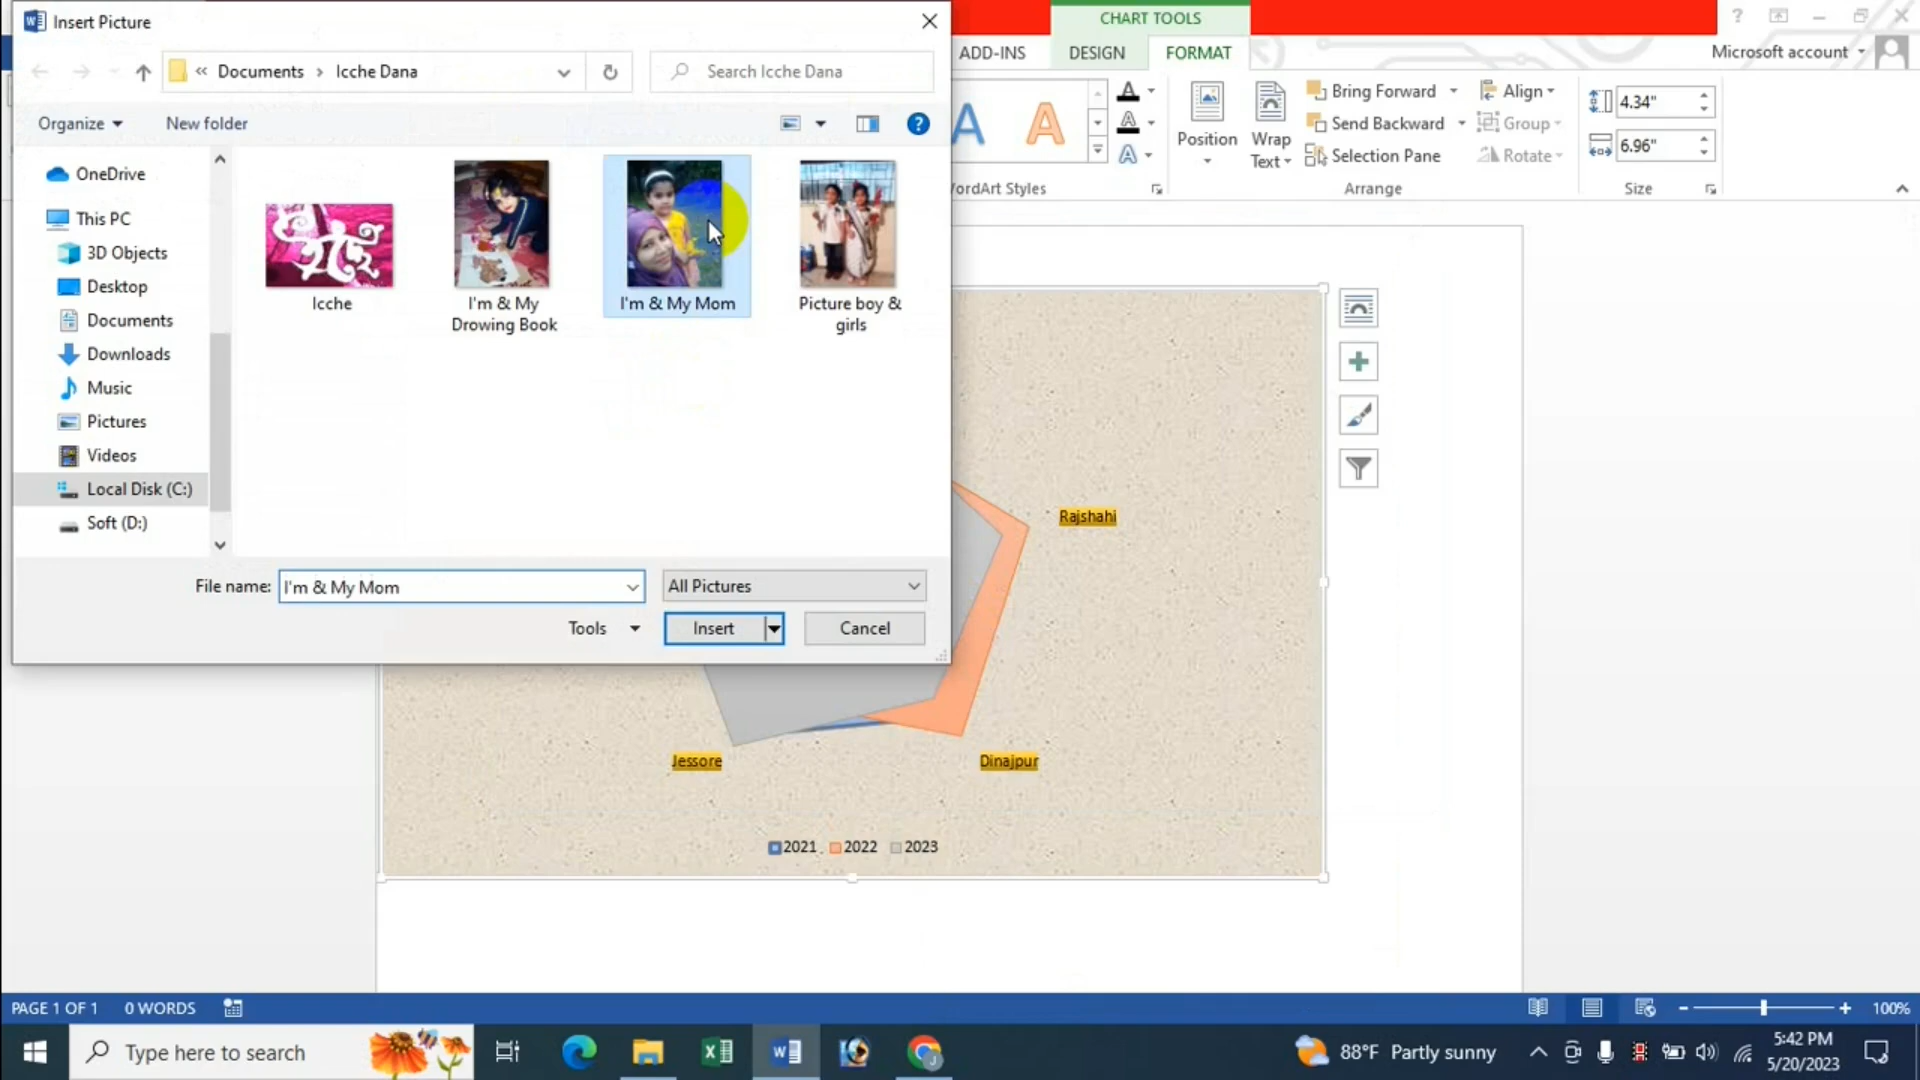 Insert Picture
CHART TOOLS
ADD-INS
DESIGN
FORMAT
Microsoft account
« Documents › Icche Dana
Search Icche Dana
Organize
New folder
Position
Wrap
Text
Bring Forward
Send Backward
Selection Pane
Align
Group
Rotate
4.34"
6.96"
ordArt Styles
Arrange
Size
OneDrive
This PC
3D Objects
Desktop
Documents
Downloads
Music
Pictures
Videos
Local Disk (C:)
Soft (D:)
ইচ্ছে
Icche
I'm & My
Drowing Book
I'm & My Mom
Picture boy &
girls
File name:
I'm & My Mom
All Pictures
Tools
Insert
Cancel
Rajshahi
Jessore
Dinajpur
2021
2022
2023
PAGE 1 OF 1
0 WORDS
100%
Type here to search
88°F Partly sunny
5:42 PM
5/20/2023